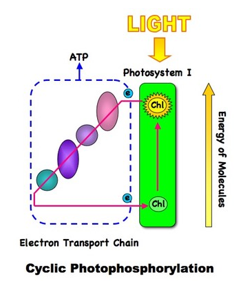 LIGHT
ATP
Photosystem I
e
Chl
Energy of Molecules
e
Chl
Electron Transport Chain
Cyclic Photophosphorylation